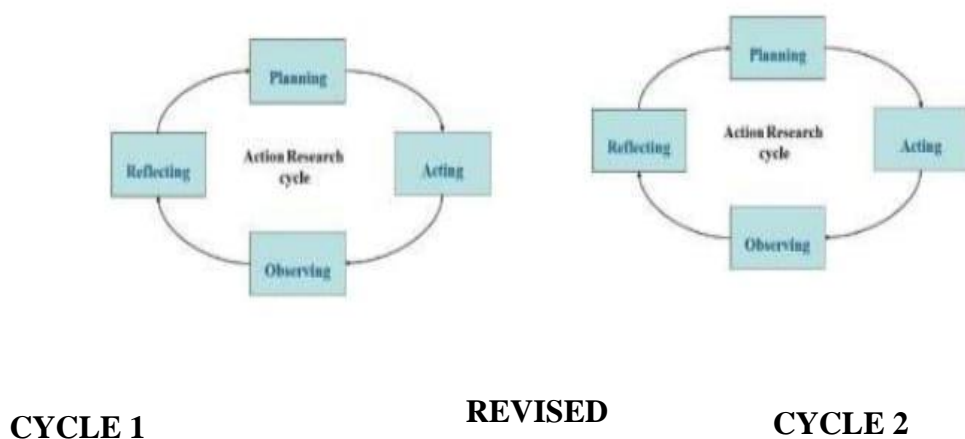 Planning
Reflecting
Action Research
cycle
Acting
Observing
Planning
Reflecting
Action Research
cycle
Acting
Observing
CYCLE 1
REVISED
CYCLE 2